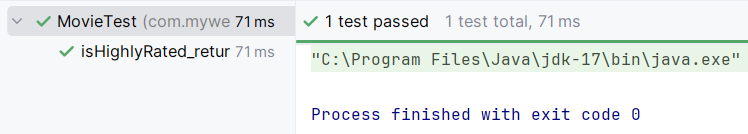 MovieTest (com.mywe 71 ms
isHighlyRated_retur 71 ms
1 test passed 1 test total, 71 ms
"C:\Program Files\Java\jdk-17\bin\java.exe"
Process finished with exit code 0